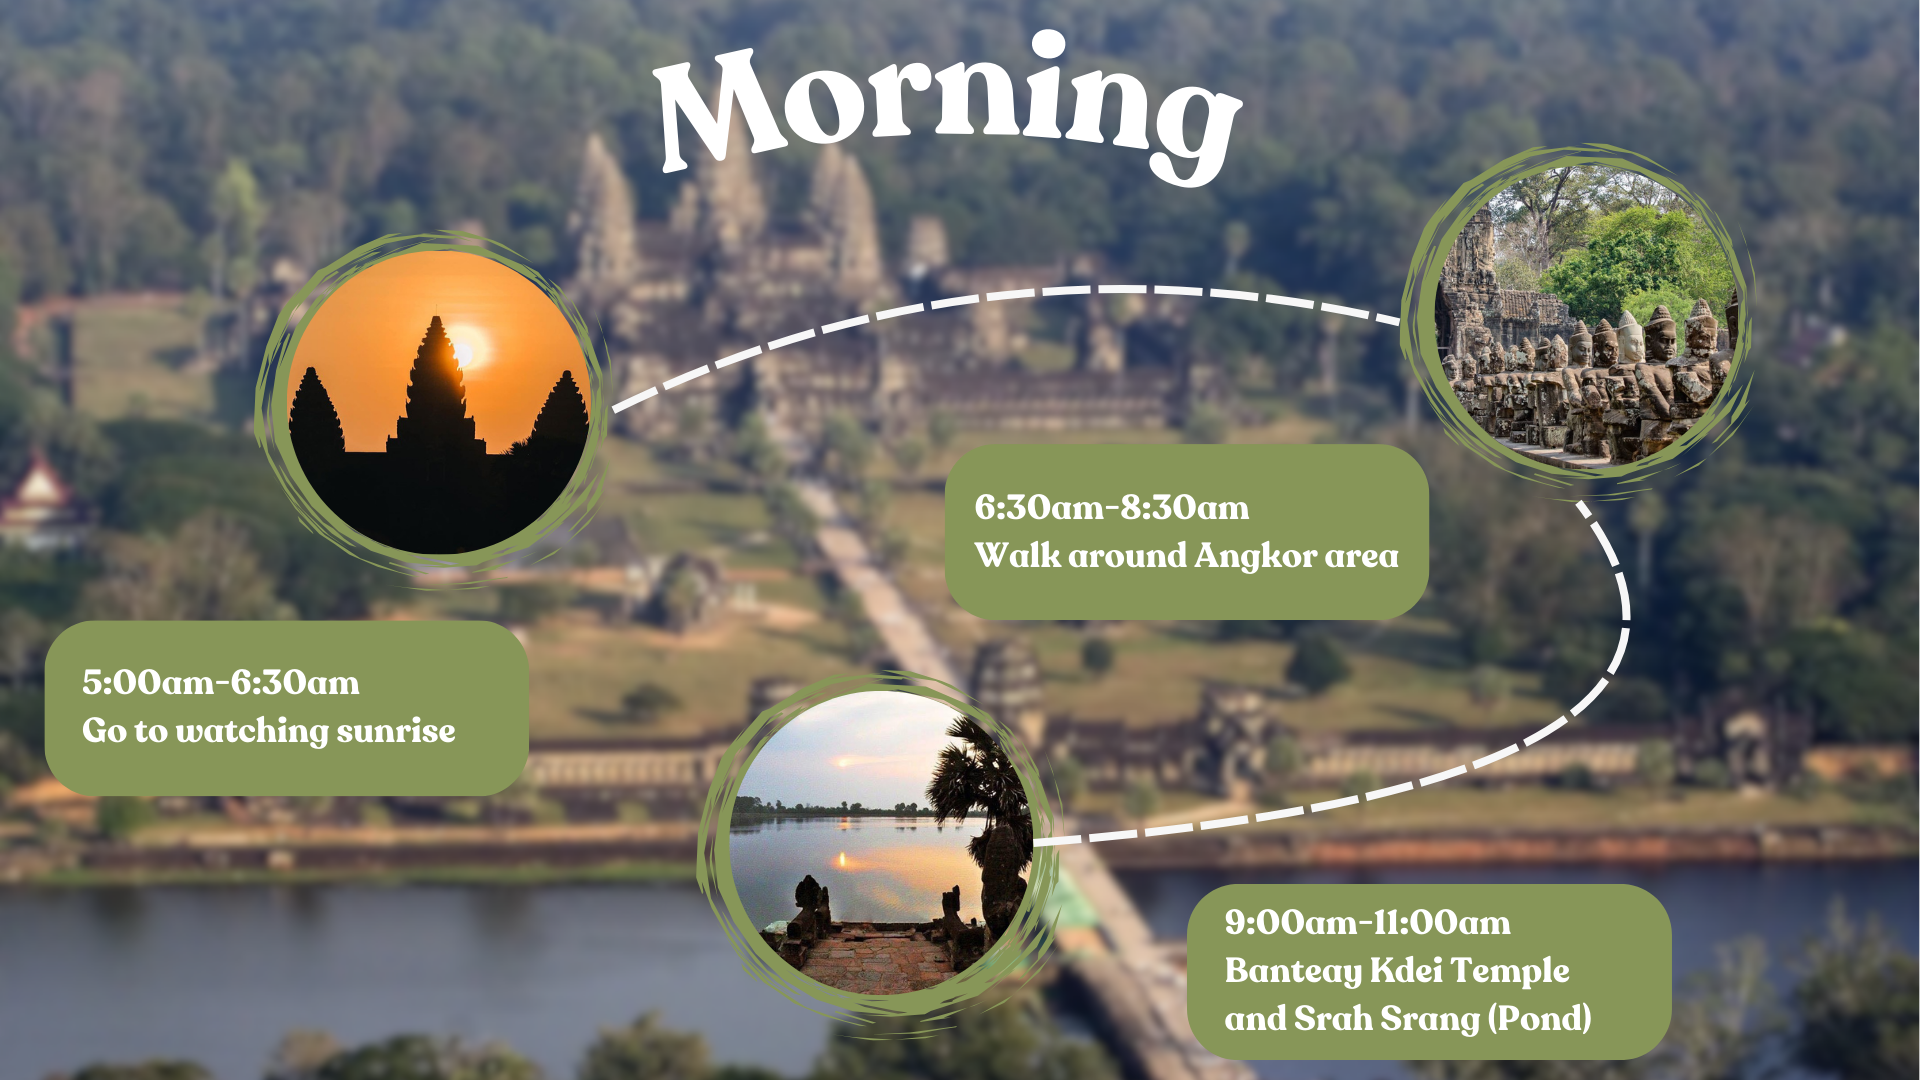 Morning
5:00am-6:30am
Go to watching sunrise
6:30am-8:30am
Walk around Angkor area
9:00am-11:00am
Banteay Kdei Temple
and Srah Srang (Pond)